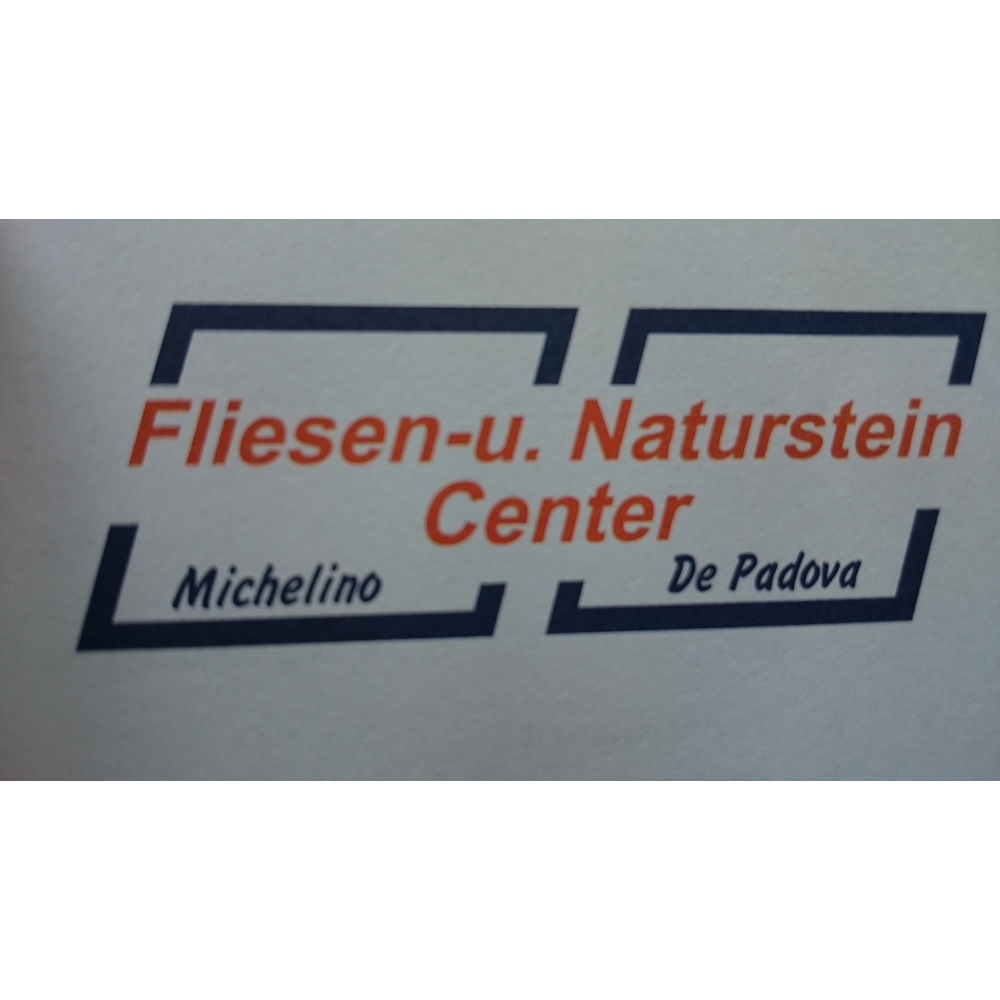 Fliesen-u. Naturstein
Center
Michelino De Padova